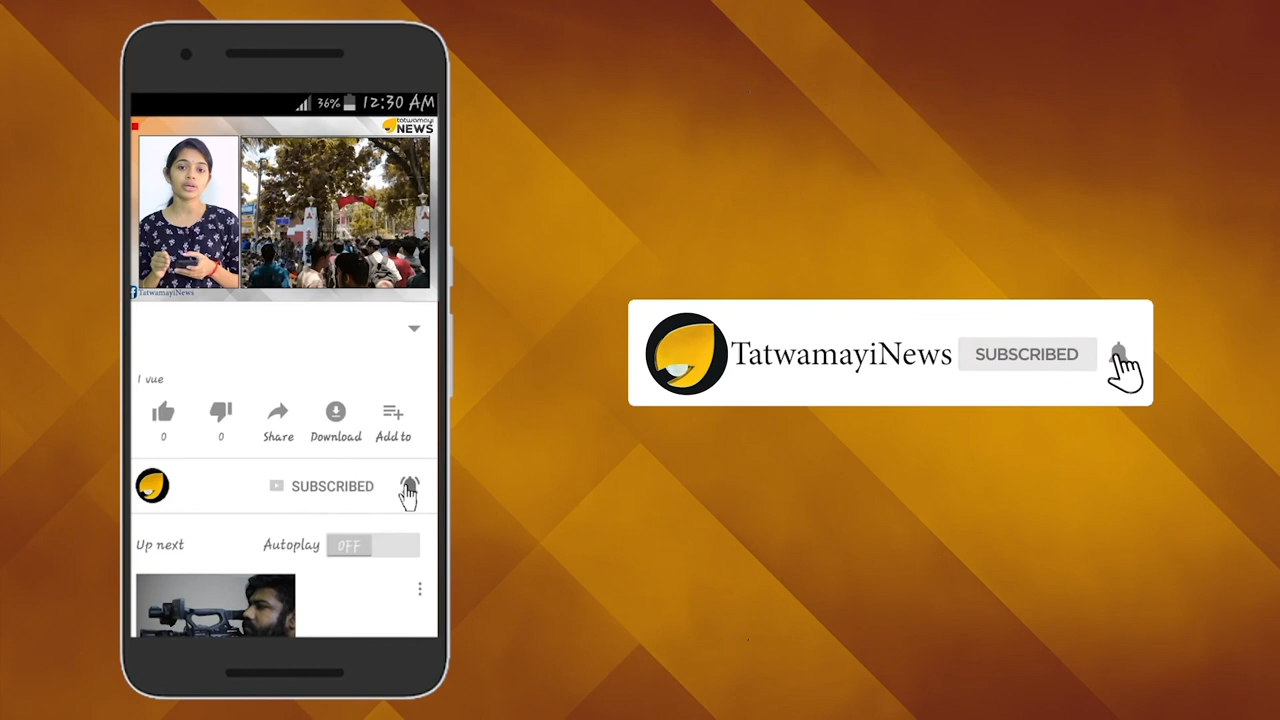 36% 12:30 AM
tatwamayi
NEWS
TatwamayiNews
1 vue
0 0 Share Download Add to
SUBSCRIBED
Up next Autoplay OFF
TatwamayiNews SUBSCRIBED